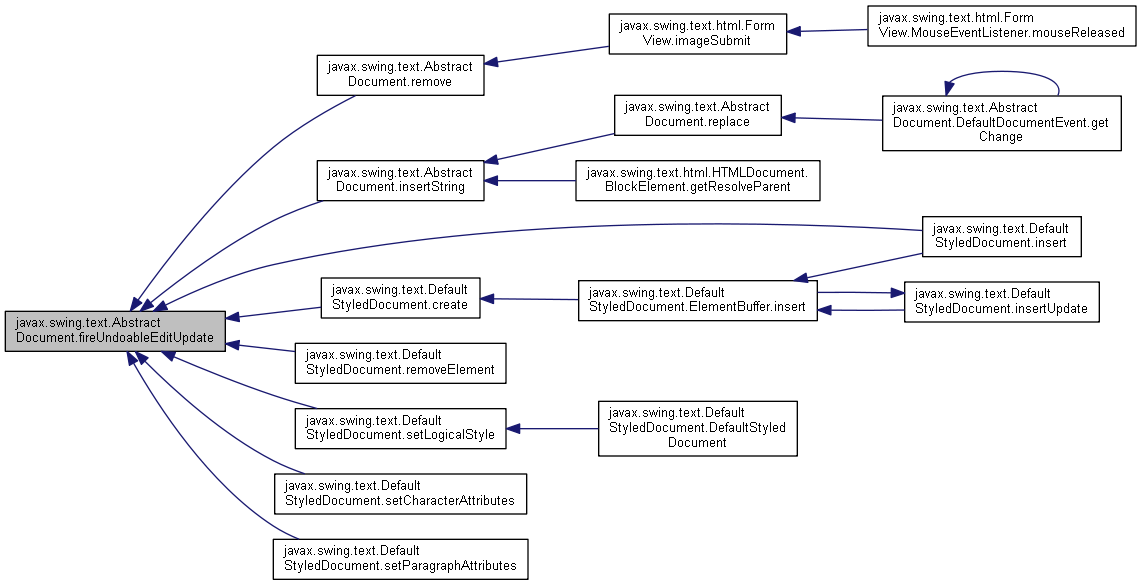 javax.swing.text.html.Form
View.imageSubmit
javax.swing.text.html.Form
View.MouseEventListener.mouseReleased
javax.swing.text.Abstract
Document.remove
javax.swing.text.Abstract
Document.replace
javax.swing.text.Abstract
Document.DefaultDocumentEvent.get
Change
javax.swing.text.Abstract
Document.insertString
javax.swing.text.html.HTMLDocument.
BlockElement.getResolveParent
javax.swing.text.Default
StyledDocument.insert
javax.swing.text.Default
StyledDocument.create
javax.swing.text.Default
StyledDocument.ElementBuffer.insert
javax.swing.text.Default
StyledDocument.insertUpdate
javax.swing.text.Abstract
Document.fireUndoableEditUpdate
javax.swing.text.Default
StyledDocument.removeElement
javax.swing.text.Default
StyledDocument.setLogicalStyle
javax.swing.text.Default
StyledDocument.DefaultStyled
Document
javax.swing.text.Default
StyledDocument.setCharacterAttributes
javax.swing.text.Default
StyledDocument.setParagraphAttributes